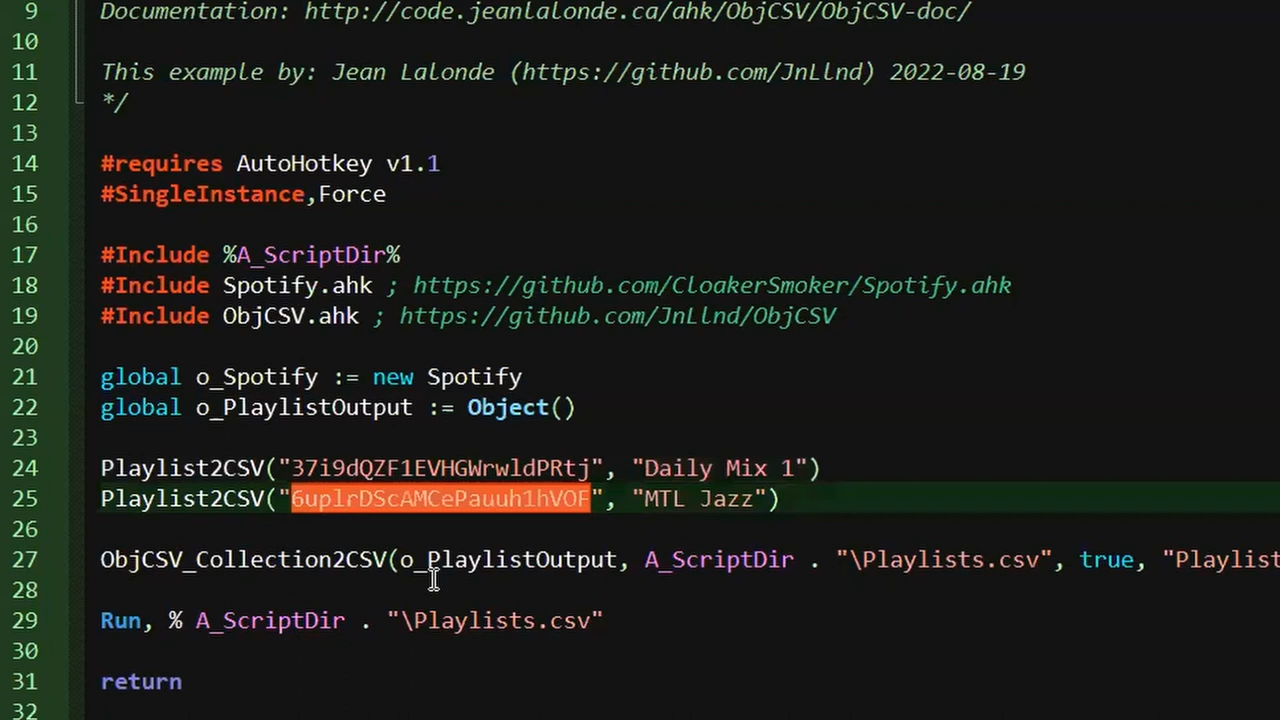 9 Documentation: http://code.jeanlalonde.ca/ahk/ObjCSV/ObjCSV-doc/
10
11 This example by: Jean Lalonde (https://github.com/JnLlnd) 2022-08-19
12 */
13
14 #requires AutoHotkey v1.1
15 #SingleInstance,Force
16
17 #Include %A_ScriptDir%
18 #Include Spotify.ahk ; https://github.com/CloakerSmoker/Spotify.ahk
19 #Include ObjCSV.ahk ; https://github.com/JnLlnd/ObjCSV
20
21 global o_Spotify := new Spotify
22 global o_PlaylistOutput := Object()
23
24 Playlist2CSV("37i9dQZF1EVHGWrwldPRtj", "Daily Mix 1")
25 Playlist2CSV("6uplrDScAMCePauuh1hVOF", "MTL Jazz")
26
27 ObjCSV_Collection2CSV(o_PlaylistOutput, A_ScriptDir . "\Playlists.csv", true, "Playlist
28
29 Run, % A_ScriptDir . "\Playlists.csv"
30
31 return
32